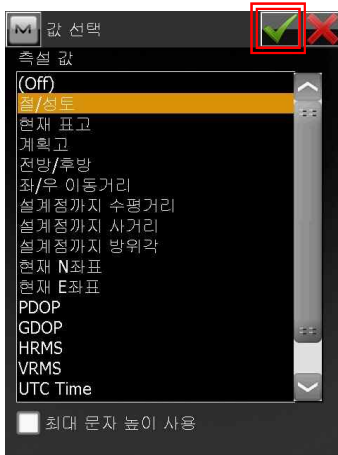 M 값 선택
측설 값
(Off)
절/성토
현재 표고
계획고
전방/후방
좌/우 이동거리
설계점까지 수평거리
설계점까지 사거리
설계점까지 방위각
현재 N좌표
현재 E좌표
PDOP
GDOP
HRMS
VRMS
UTC Time
최대 문자 높이 사용